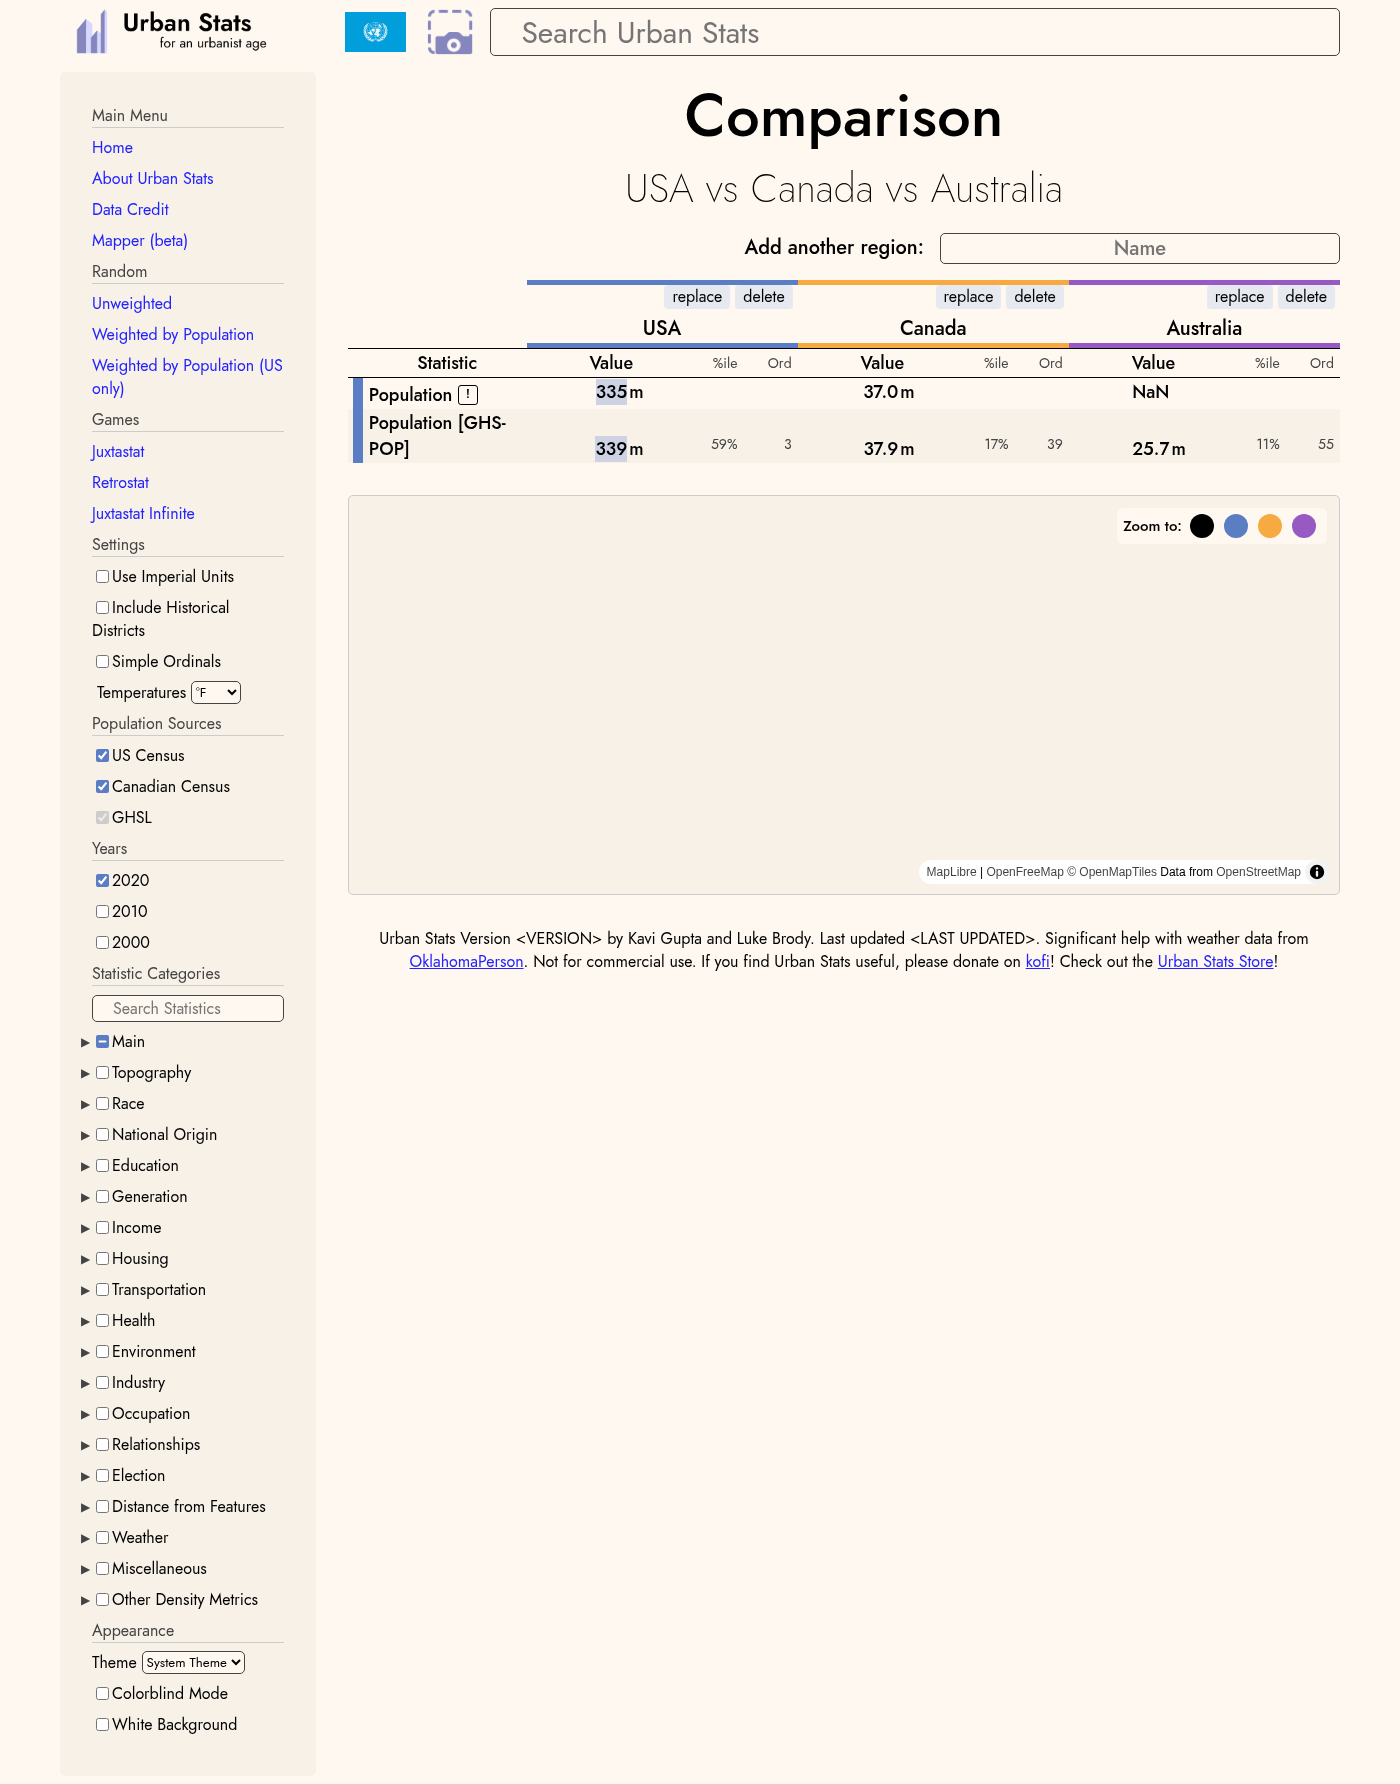 Urban Stats
for an urbanist age
Search Urban Stats
Main Menu
Home
About Urban Stats
Data Credit
Mapper (beta)
Random
Unweighted
Weighted by Population
Weighted by Population (US
only)
Games
Juxtastat
Retrostat
Juxtastat Infinite
Settings
Use Imperial Units
Include Historical
Districts
Simple Ordinals
Temperatures °F
Population Sources
US Census
Canadian Census
GHSL
Years
2020
2010
2000
Statistic Categories
Search Statistics
Main
Topography
Race
National Origin
Education
Generation
Income
Housing
Transportation
Health
Environment
Industry
Occupation
Relationships
Election
Distance from Features
Weather
Miscellaneous
Other Density Metrics
Appearance
Theme System Theme
Colorblind Mode
White Background
Comparison
USA vs Canada vs Australia
Add another region: Name
replace delete replace delete replace delete
USA Canada Australia
Statistic Value %ile Ord Value %ile Ord Value %ile Ord
Population ! 335 m 37.0 m NaN
Population [GHS-
POP] 339 m 59% 3 37.9 m 17% 39 25.7 m 11% 55
Zoom to:
MapLibre | OpenFreeMap © OpenMapTiles Data from OpenStreetMap
Urban Stats Version <VERSION> by Kavi Gupta and Luke Brody. Last updated <LAST UPDATED>. Significant help with weather data from
OklahomaPerson. Not for commercial use. If you find Urban Stats useful, please donate on kofi! Check out the Urban Stats Store!